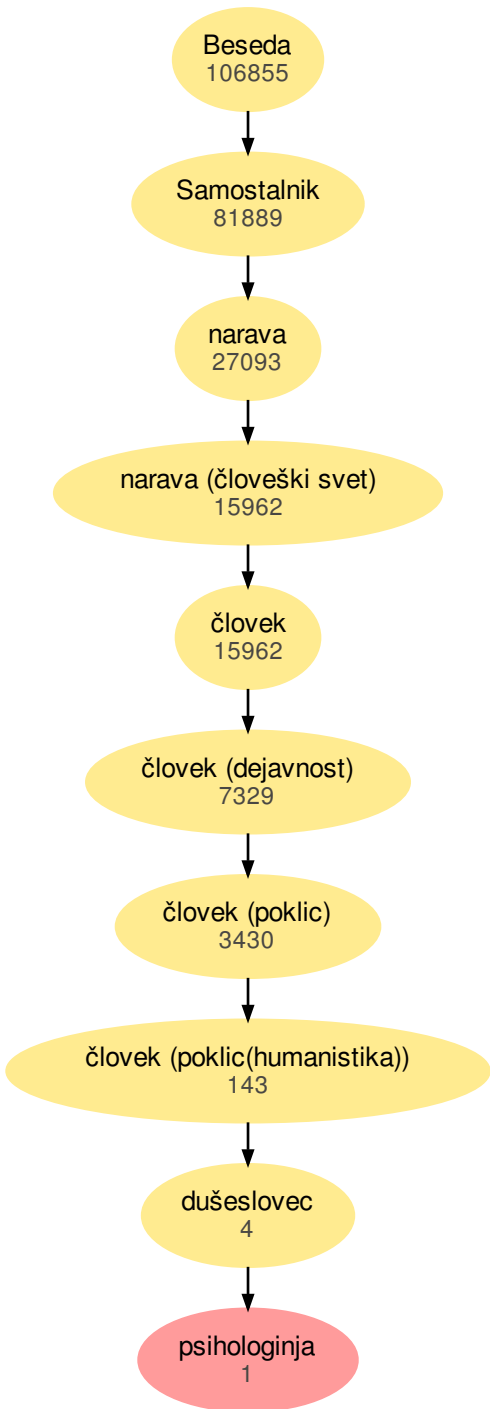 Beseda
106855
Samostalnik
81889
narava
27093
narava (človeški svet)
15962
človek
15962
človek (dejavnost)
7329
človek (poklic)
3430
človek (poklic(humanistika))
143
dušeslovec
4
psihologinja
1